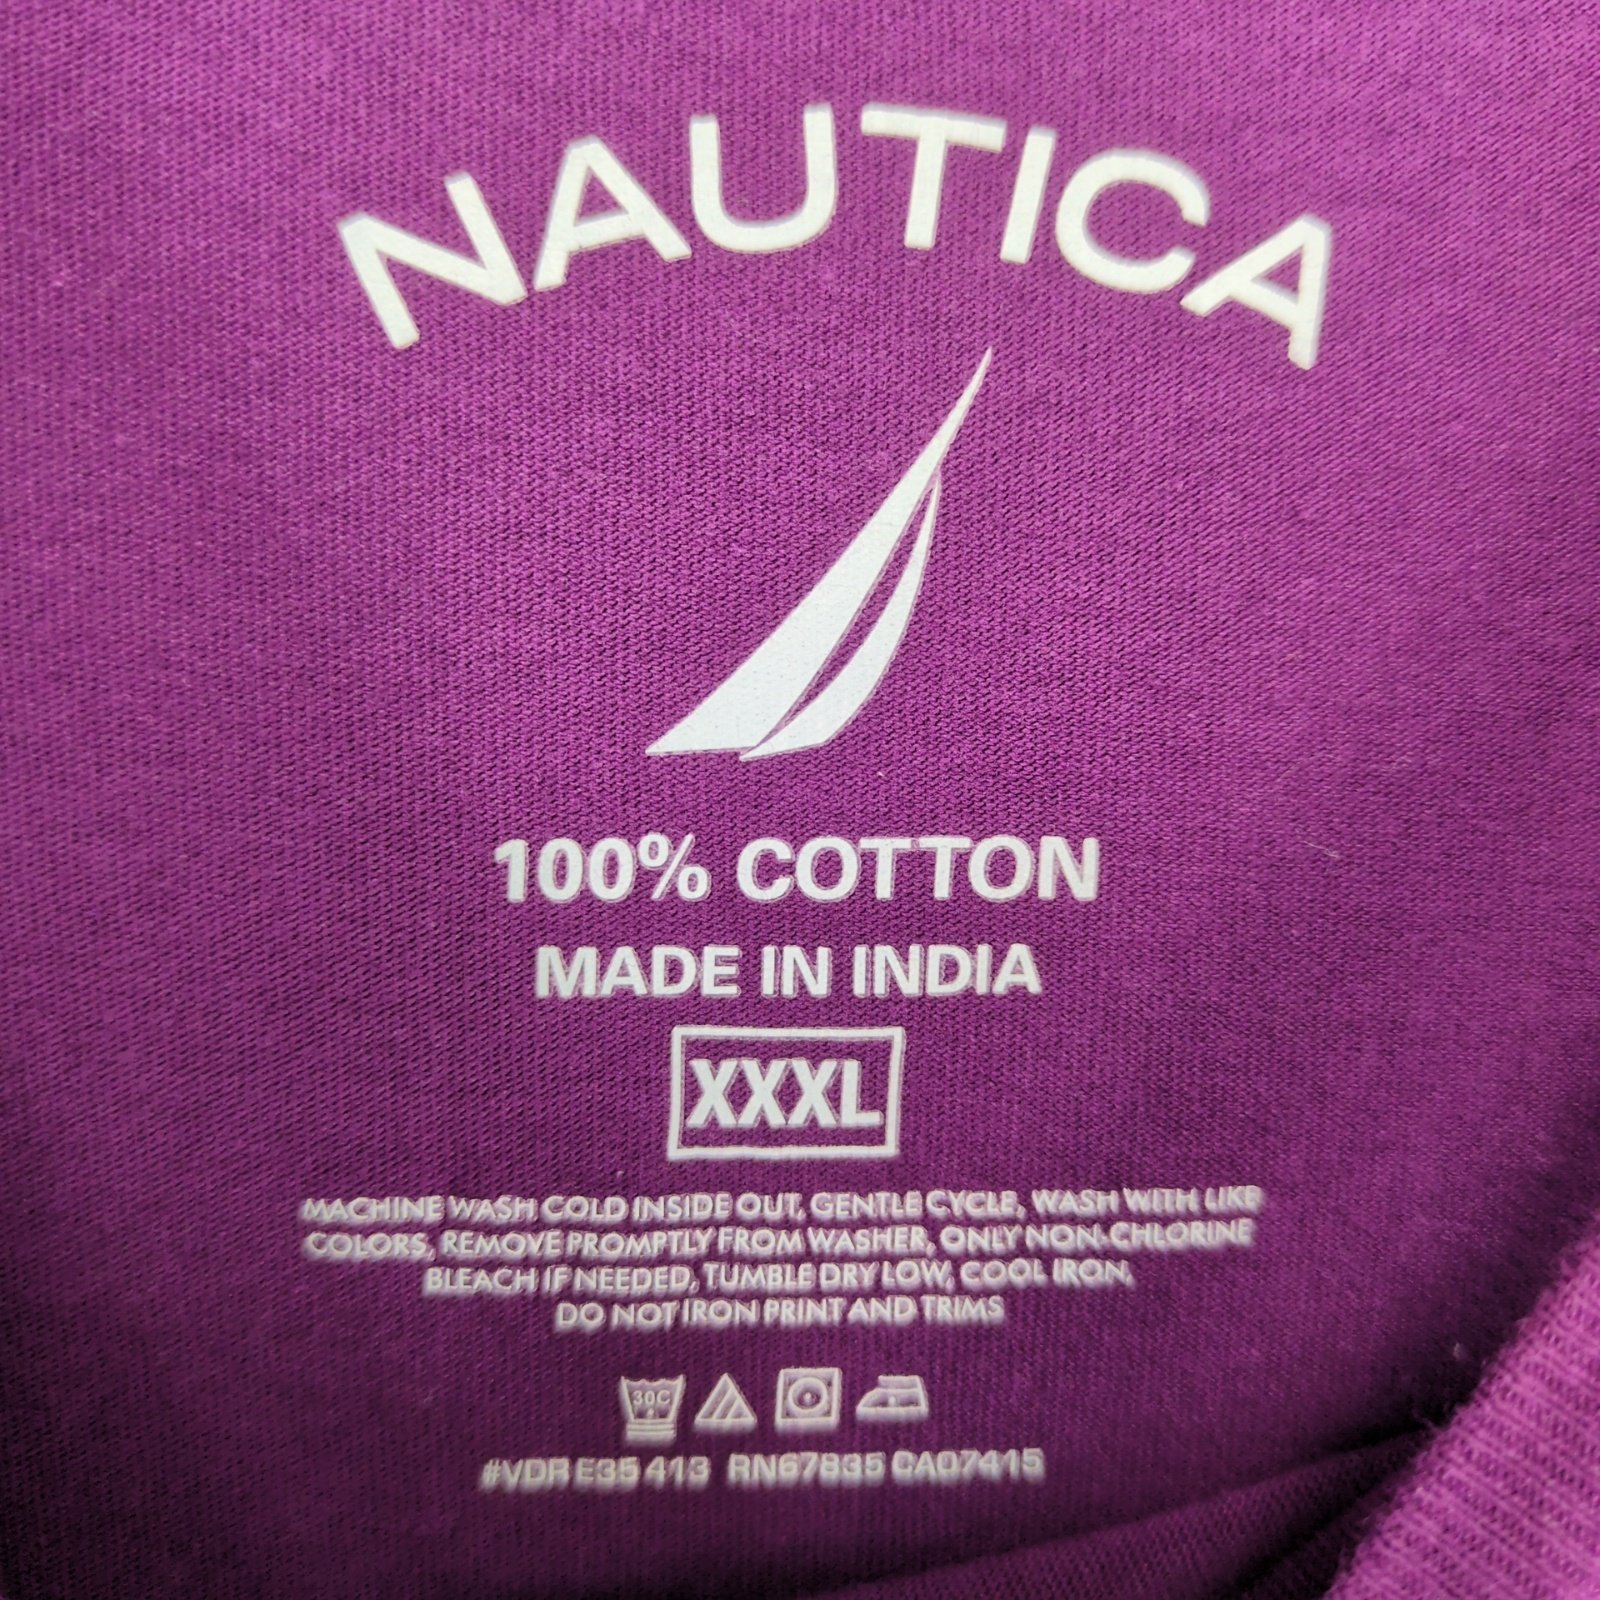 NAUTICA
100% COTTON
MADE IN INDIA
XXXL
MACHINE WASH COLD INSIDE OUT, GENTLE CYCLE, WASH WITH LIKE
COLORS, REMOVE PROMPTLY FROM WASHER, ONLY NON-CHLORINE
BLEACH IF NEEDED, TUMBLE DRY LOW, COOL IRON,
DO NOT IRON PRINT AND TRIMS
30C
#VDR E35 413 RN67835 CA07415